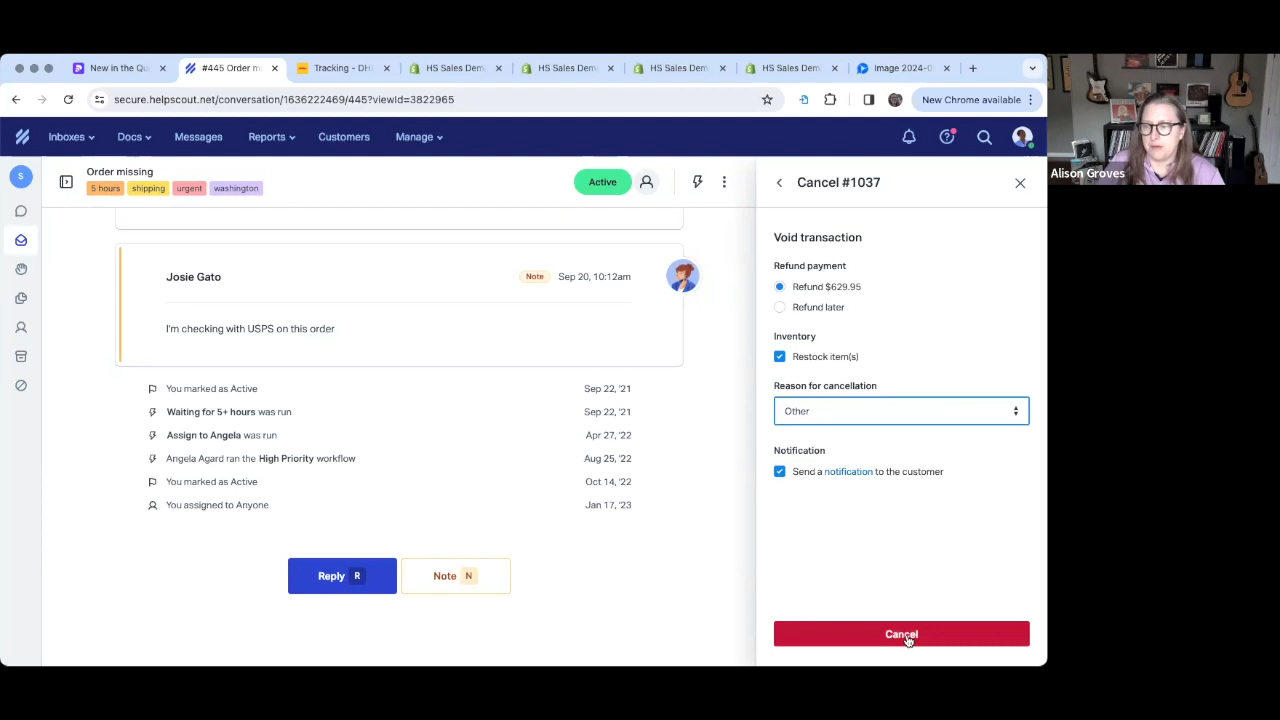 New in the Qu
#445 Order m
Tracking - DH
HS Sales Dem
HS Sales Dem
HS Sales Dem
HS Sales Dem
Image 2024-0
secure.helpscout.net/conversation/1636222469/445?viewId=3822965
New Chrome available
Inboxes
Docs
Messages
Reports
Customers
Manage
S
Order missing
5 hours
shipping
urgent
washington
Active
Josie Gato
Note
Sep 20, 10:12am
I'm checking with USPS on this order
You marked as Active
Sep 22, '21
Waiting for 5+ hours was run
Sep 22, '21
Assign to Angela was run
Apr 27, '22
Angela Agard ran the High Priority workflow
Aug 25, '22
You marked as Active
Oct 14, '22
You assigned to Anyone
Jan 17, '23
Reply R
Note N
Cancel #1037
Void transaction
Refund payment
Refund $629.95
Refund later
Inventory
Restock item(s)
Reason for cancellation
Other
Notification
Send a notification to the customer
Cancel
Alison Groves